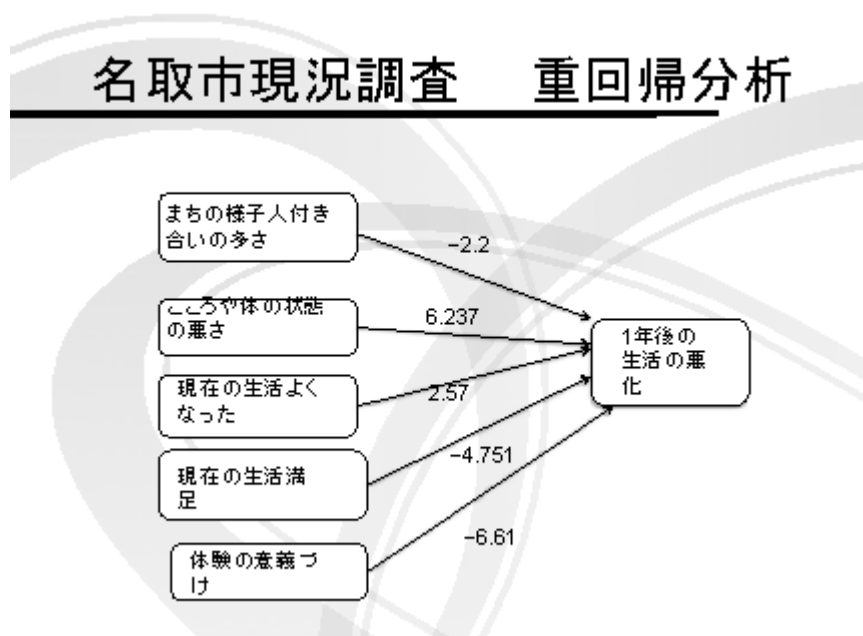 名取市現況調査 重回帰分析
まちの様子人付き
合いの多さ
-2.2
こころや体の状態
の悪さ
6.237
1年後の
生活の悪
化
現在の生活よく
なった
2.57
現在の生活満
足
-4.751
体験の意義づ
け
-6.61